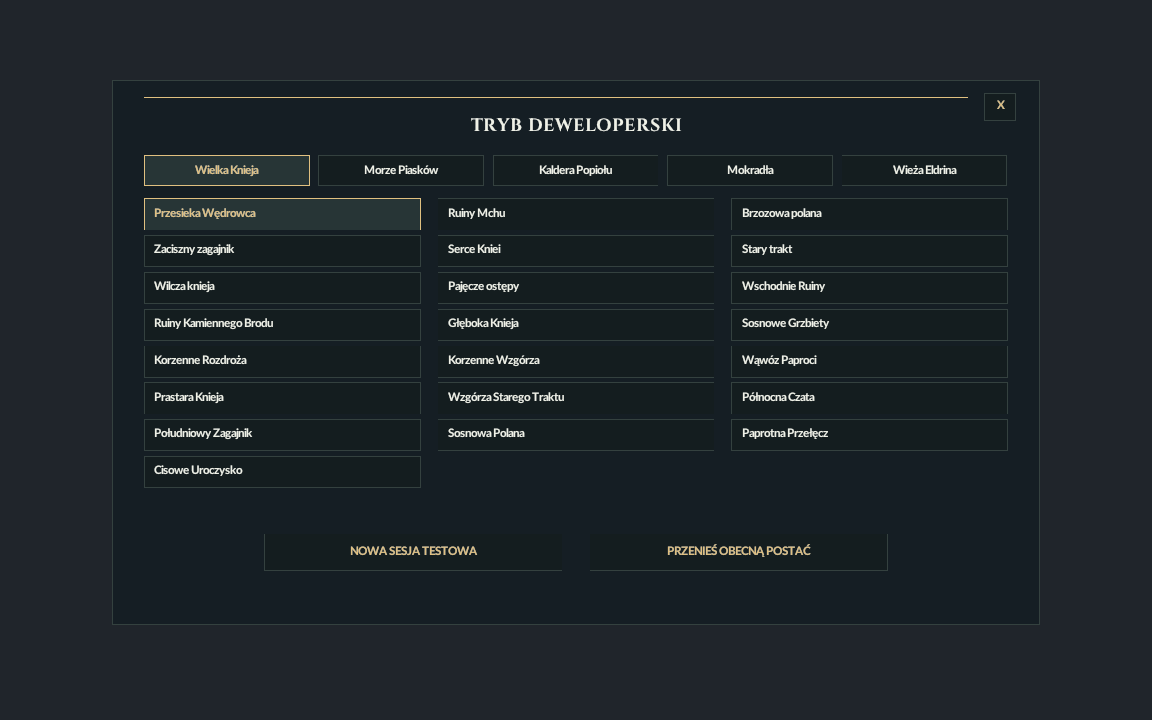 X
TRYB DEWELOPERSKI
Wielka Knieja
Morze Piasków
Kaldera Popiołu
Mokradła
Wieża Eldrina
Przesieka Wędrowca
Ruiny Mchu
Brzozowa polana
Zaciszny zagajnik
Serce Kniei
Stary trakt
Wilcza knieja
Pajęcze ostępy
Wschodnie Ruiny
Ruiny Kamiennego Brodu
Głęboka Knieja
Sosnowe Grzbiety
Korzenne Rozdroża
Korzenne Wzgórza
Wąwóz Paproci
Prastara Knieja
Wzgórza Starego Traktu
Północna Czata
Południowy Zagajnik
Sosnowa Polana
Paprotna Przełęcz
Cisowe Uroczysko
NOWA SESJA TESTOWA
PRZENIEŚ OBECNĄ POSTAĆ